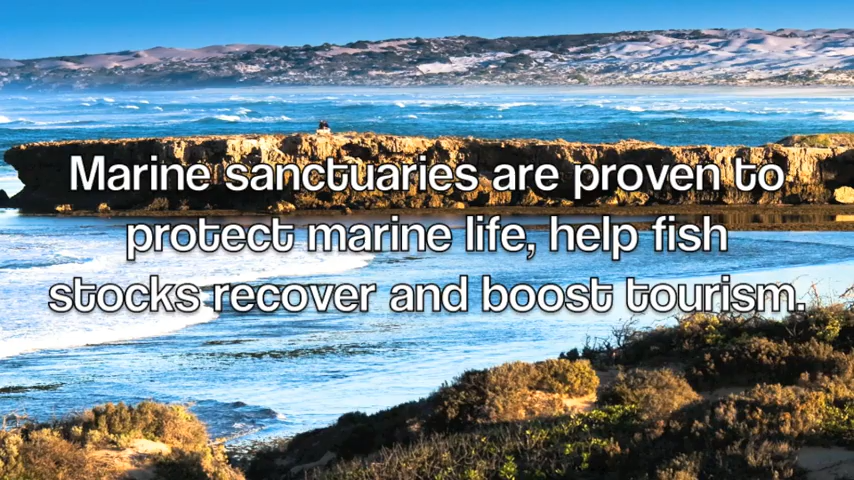 Marine sanctuaries are proven to
protect marine life, help fish
stocks recover and boost tourism.